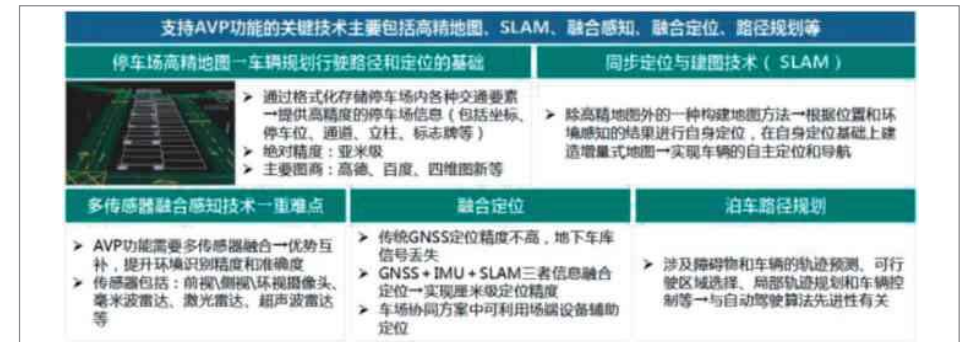 支持AVP功能的关键技术主要包括高精地图、SLAM、融合感知、融合定位、路径规划等
停车场高精地图→车辆规划行驶路径和定位的基础
➢ 通过格式化存储停车场内各种交通要素
→提供高精度的停车场信息（包括坐标、
停车位、通道、立柱、标志牌等）
➢ 绝对精度：亚米级
➢ 主要图商：高德、百度、四维图新等
同步定位与建图技术（ SLAM）
➢ 除高精地图外的一种构建地图方法→根据位置和环
境感知的结果进行自身定位，在自身定位基础上建
造增量式地图→实现车辆的自主定位和导航
多传感器融合感知技术→重难点
➢ AVP功能需要多传感器融合→优势互
补，提升环境识别精度和准确度
➢ 传感器包括：前视\侧视\环视摄像头、
毫米波雷达、激光雷达、超声波雷达
等
融合定位
➢ 传统GNSS定位精度不高，地下车库
信号丢失
➢ GNSS+IMU+SLAM三者信息融合
定位→实现厘米级定位精度
➢ 车场协同方案中可利用场端设备辅助
定位
泊车路径规划
➢ 涉及障碍物和车辆的轨迹预测、可行
驶区域选择、局部轨迹规划和车辆控
制等→与自动驾驶算法先进性有关